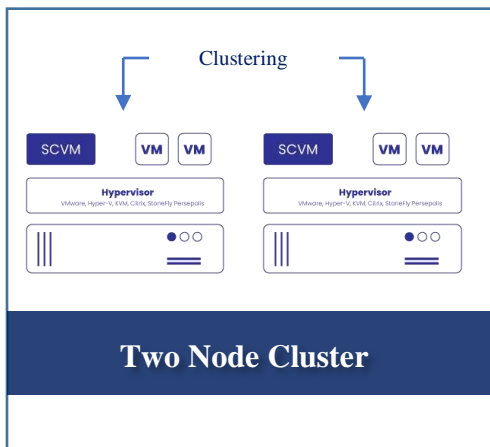 Clustering
SCVM VM VM SCVM VM VM
Hypervisor Hypervisor
VMware, Hyper-V, KVM, Citrix, StoneFly Persepolis VMware, Hyper-V, KVM, Citrix, StoneFly Persepolis
Two Node Cluster